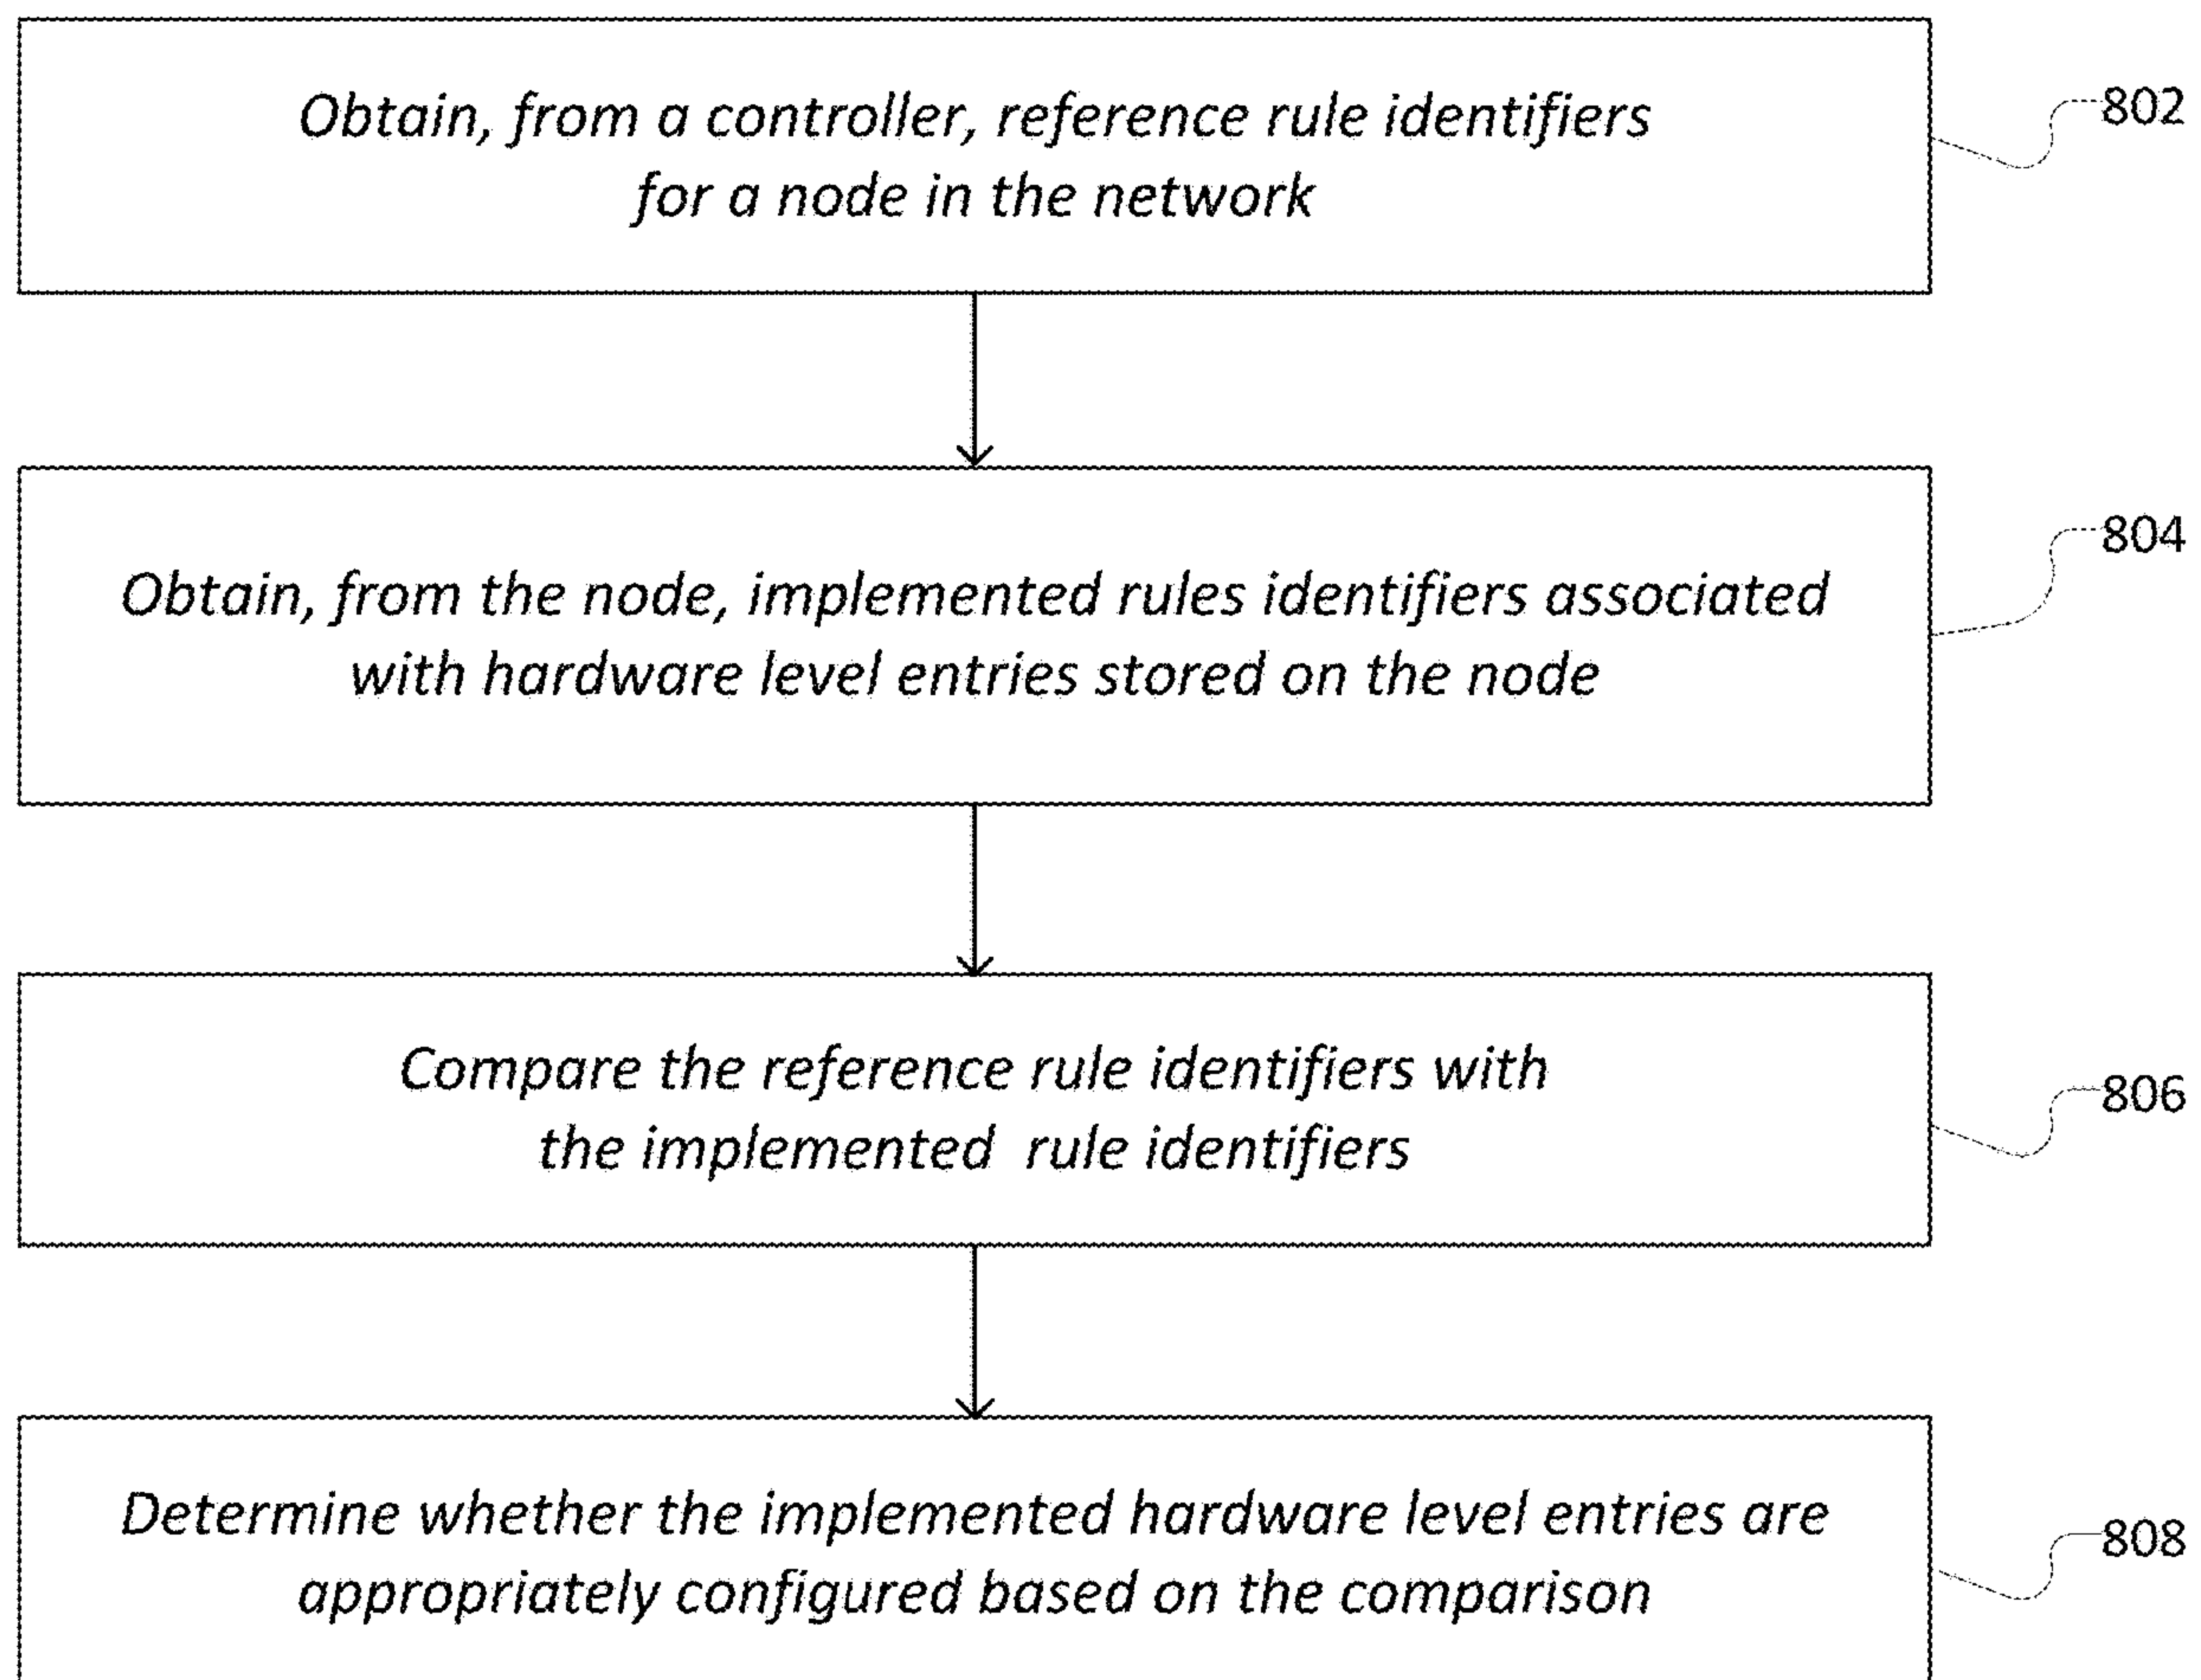 Obtain, from a controller, reference rule identifiers
for a node in the network
802
Obtain, from the node, implemented rules identifiers associated
with hardware level entries stored on the node
804
Compare the reference rule identifiers with
the implemented  rule identifiers
806
Determine whether the implemented hardware level entries are
appropriately configured based on the comparison
808